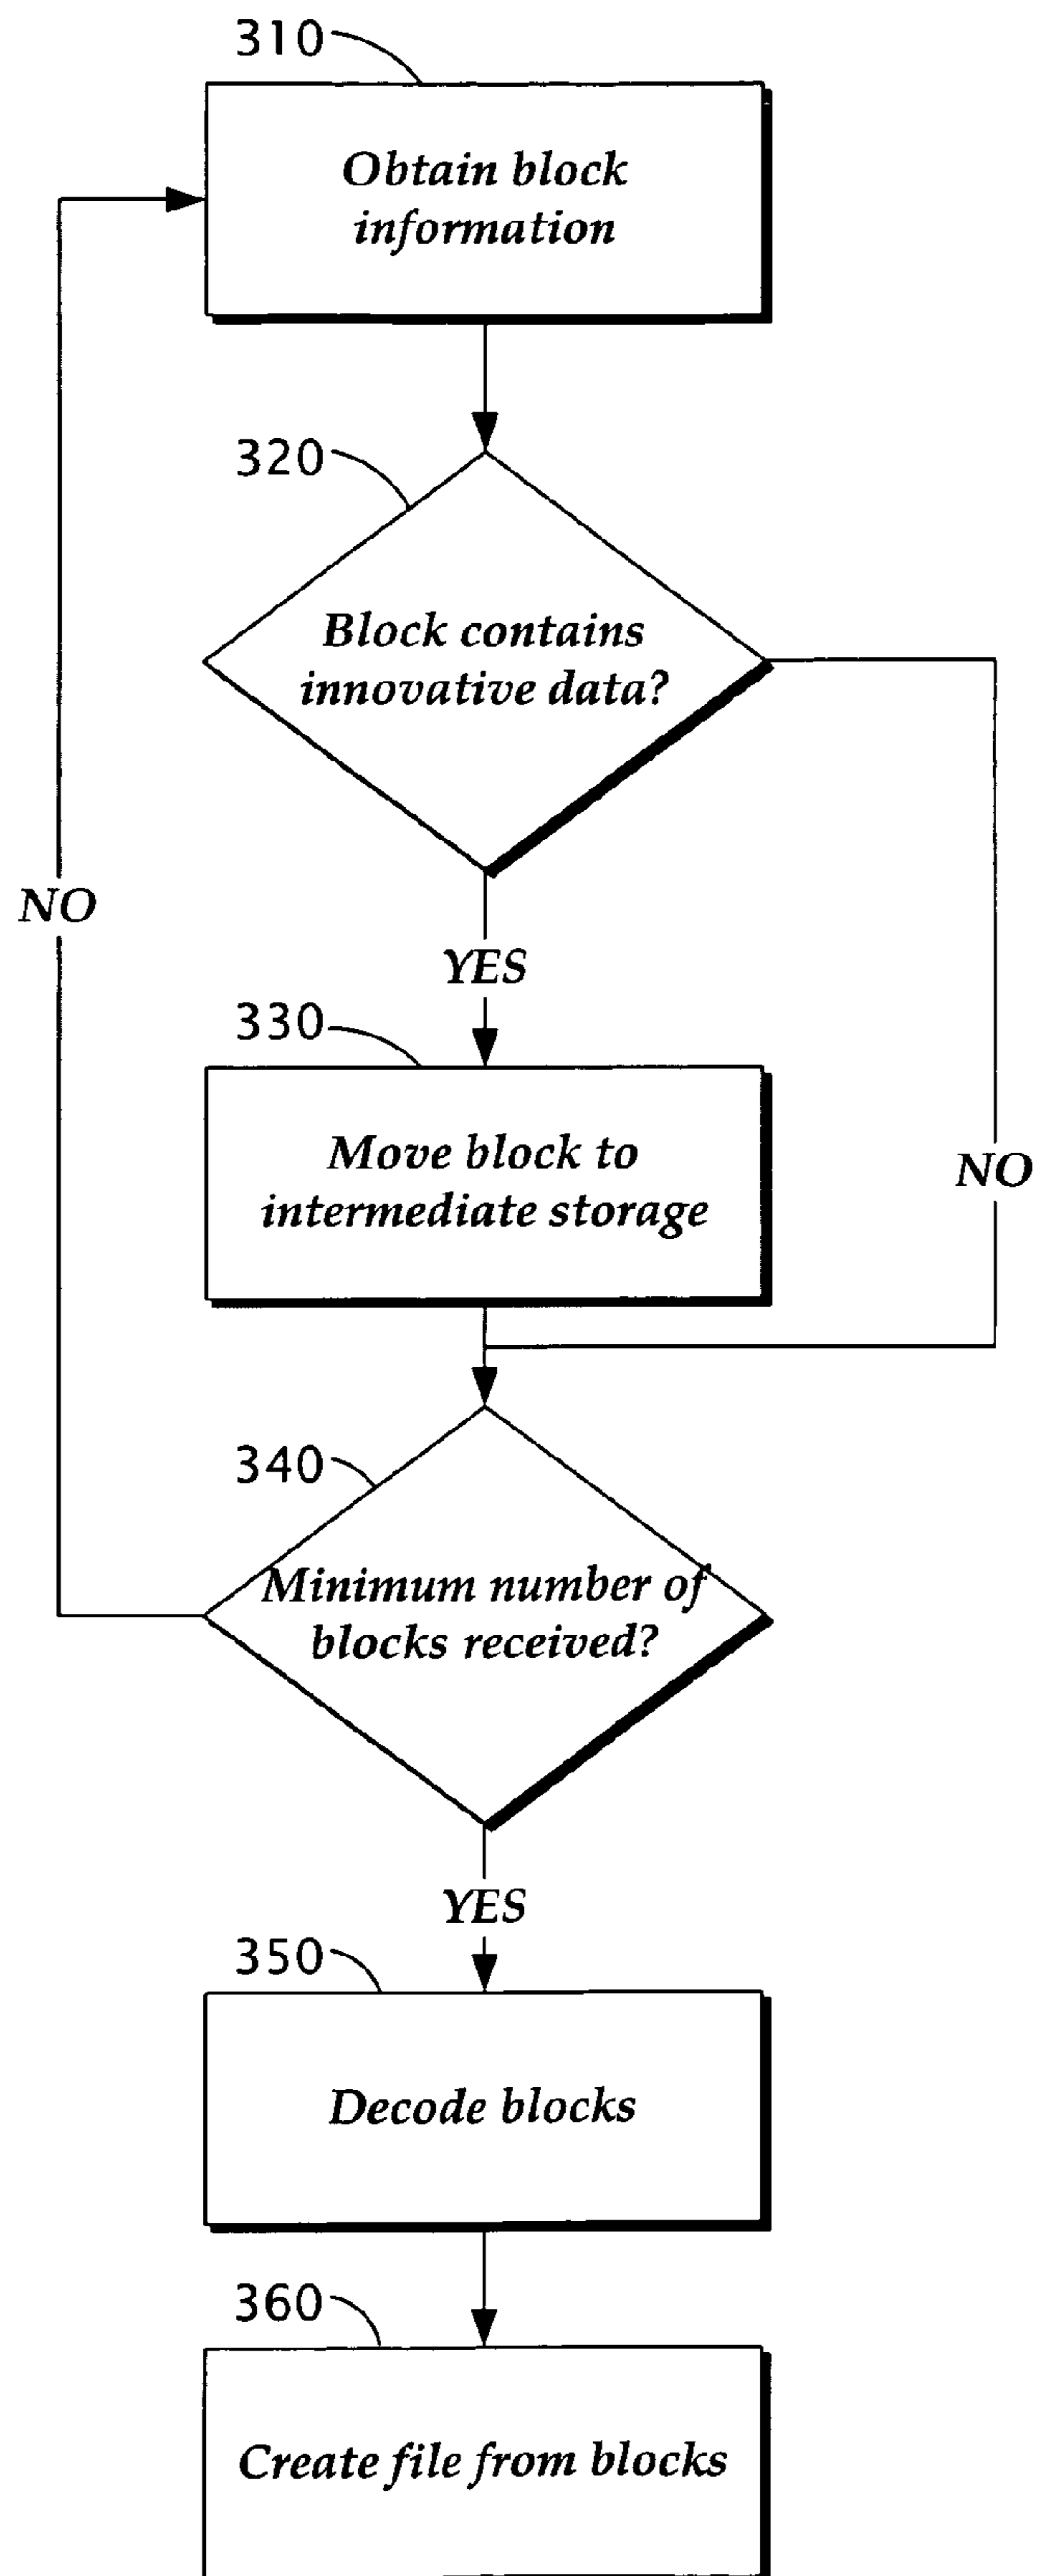 310
Obtain block
information
320
Block contains
innovative data?
NO
YES
330
Move block to
intermediate storage
NO
340
Minimum number of
blocks received?
YES
350
Decode blocks
360
Create file from blocks